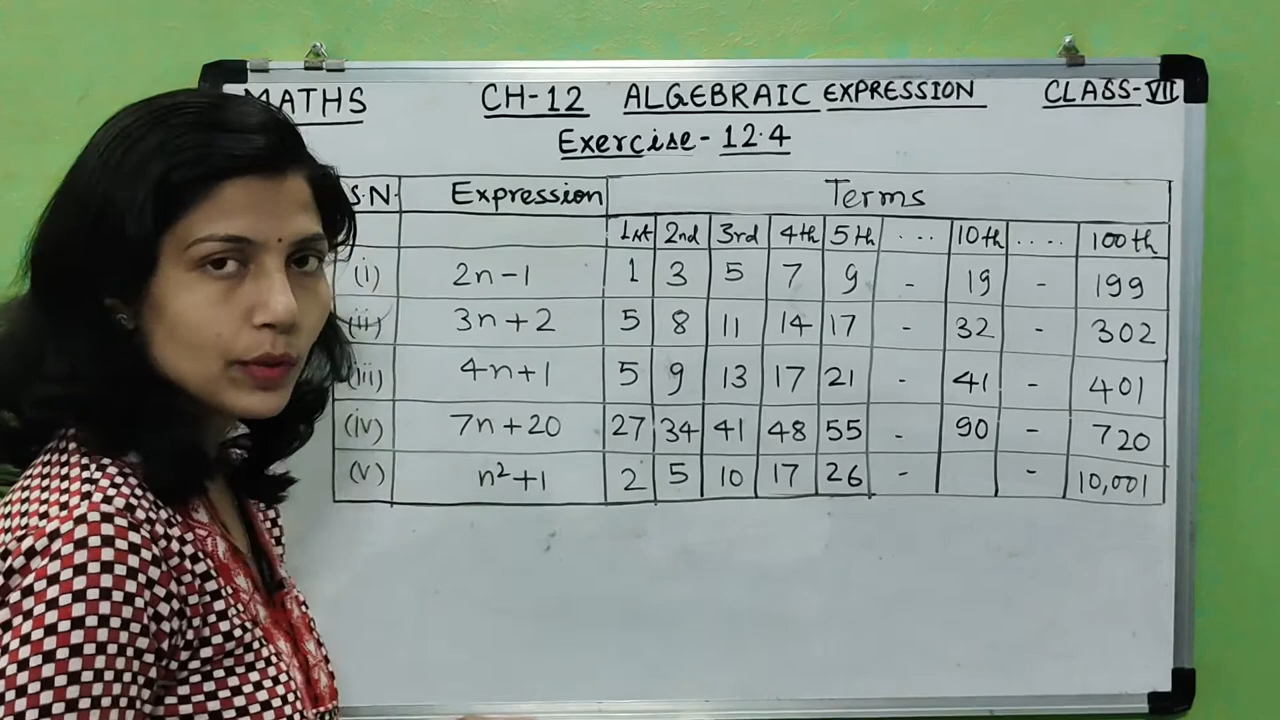 MATHS CH-12 ALGEBRAIC EXPRESSION CLASS-VII
Exercise-12.4
S.N. Expression Terms
1st 2nd 3rd 4th 5th ... 10th .... 100th
(i) 2n-1 1 3 5 7 9 - 19 - 199
(ii) 3n+2 5 8 11 14 17 - 32 - 302
(iii) 4n+1 5 9 13 17 21 - 41 - 401
(iv) 7n+20 27 34 41 48 55 - 90 - 720
(v) n²+1 2 5 10 17 26 - - 10,001